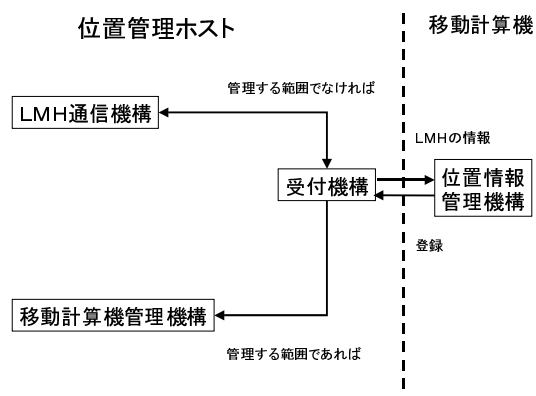 位置管理ホスト
移動計算機
管理する範囲でなければ
LMH通信機構
LMHの情報
受付機構
位置情報
管理機構
登録
移動計算機管理機構
管理する範囲であれば